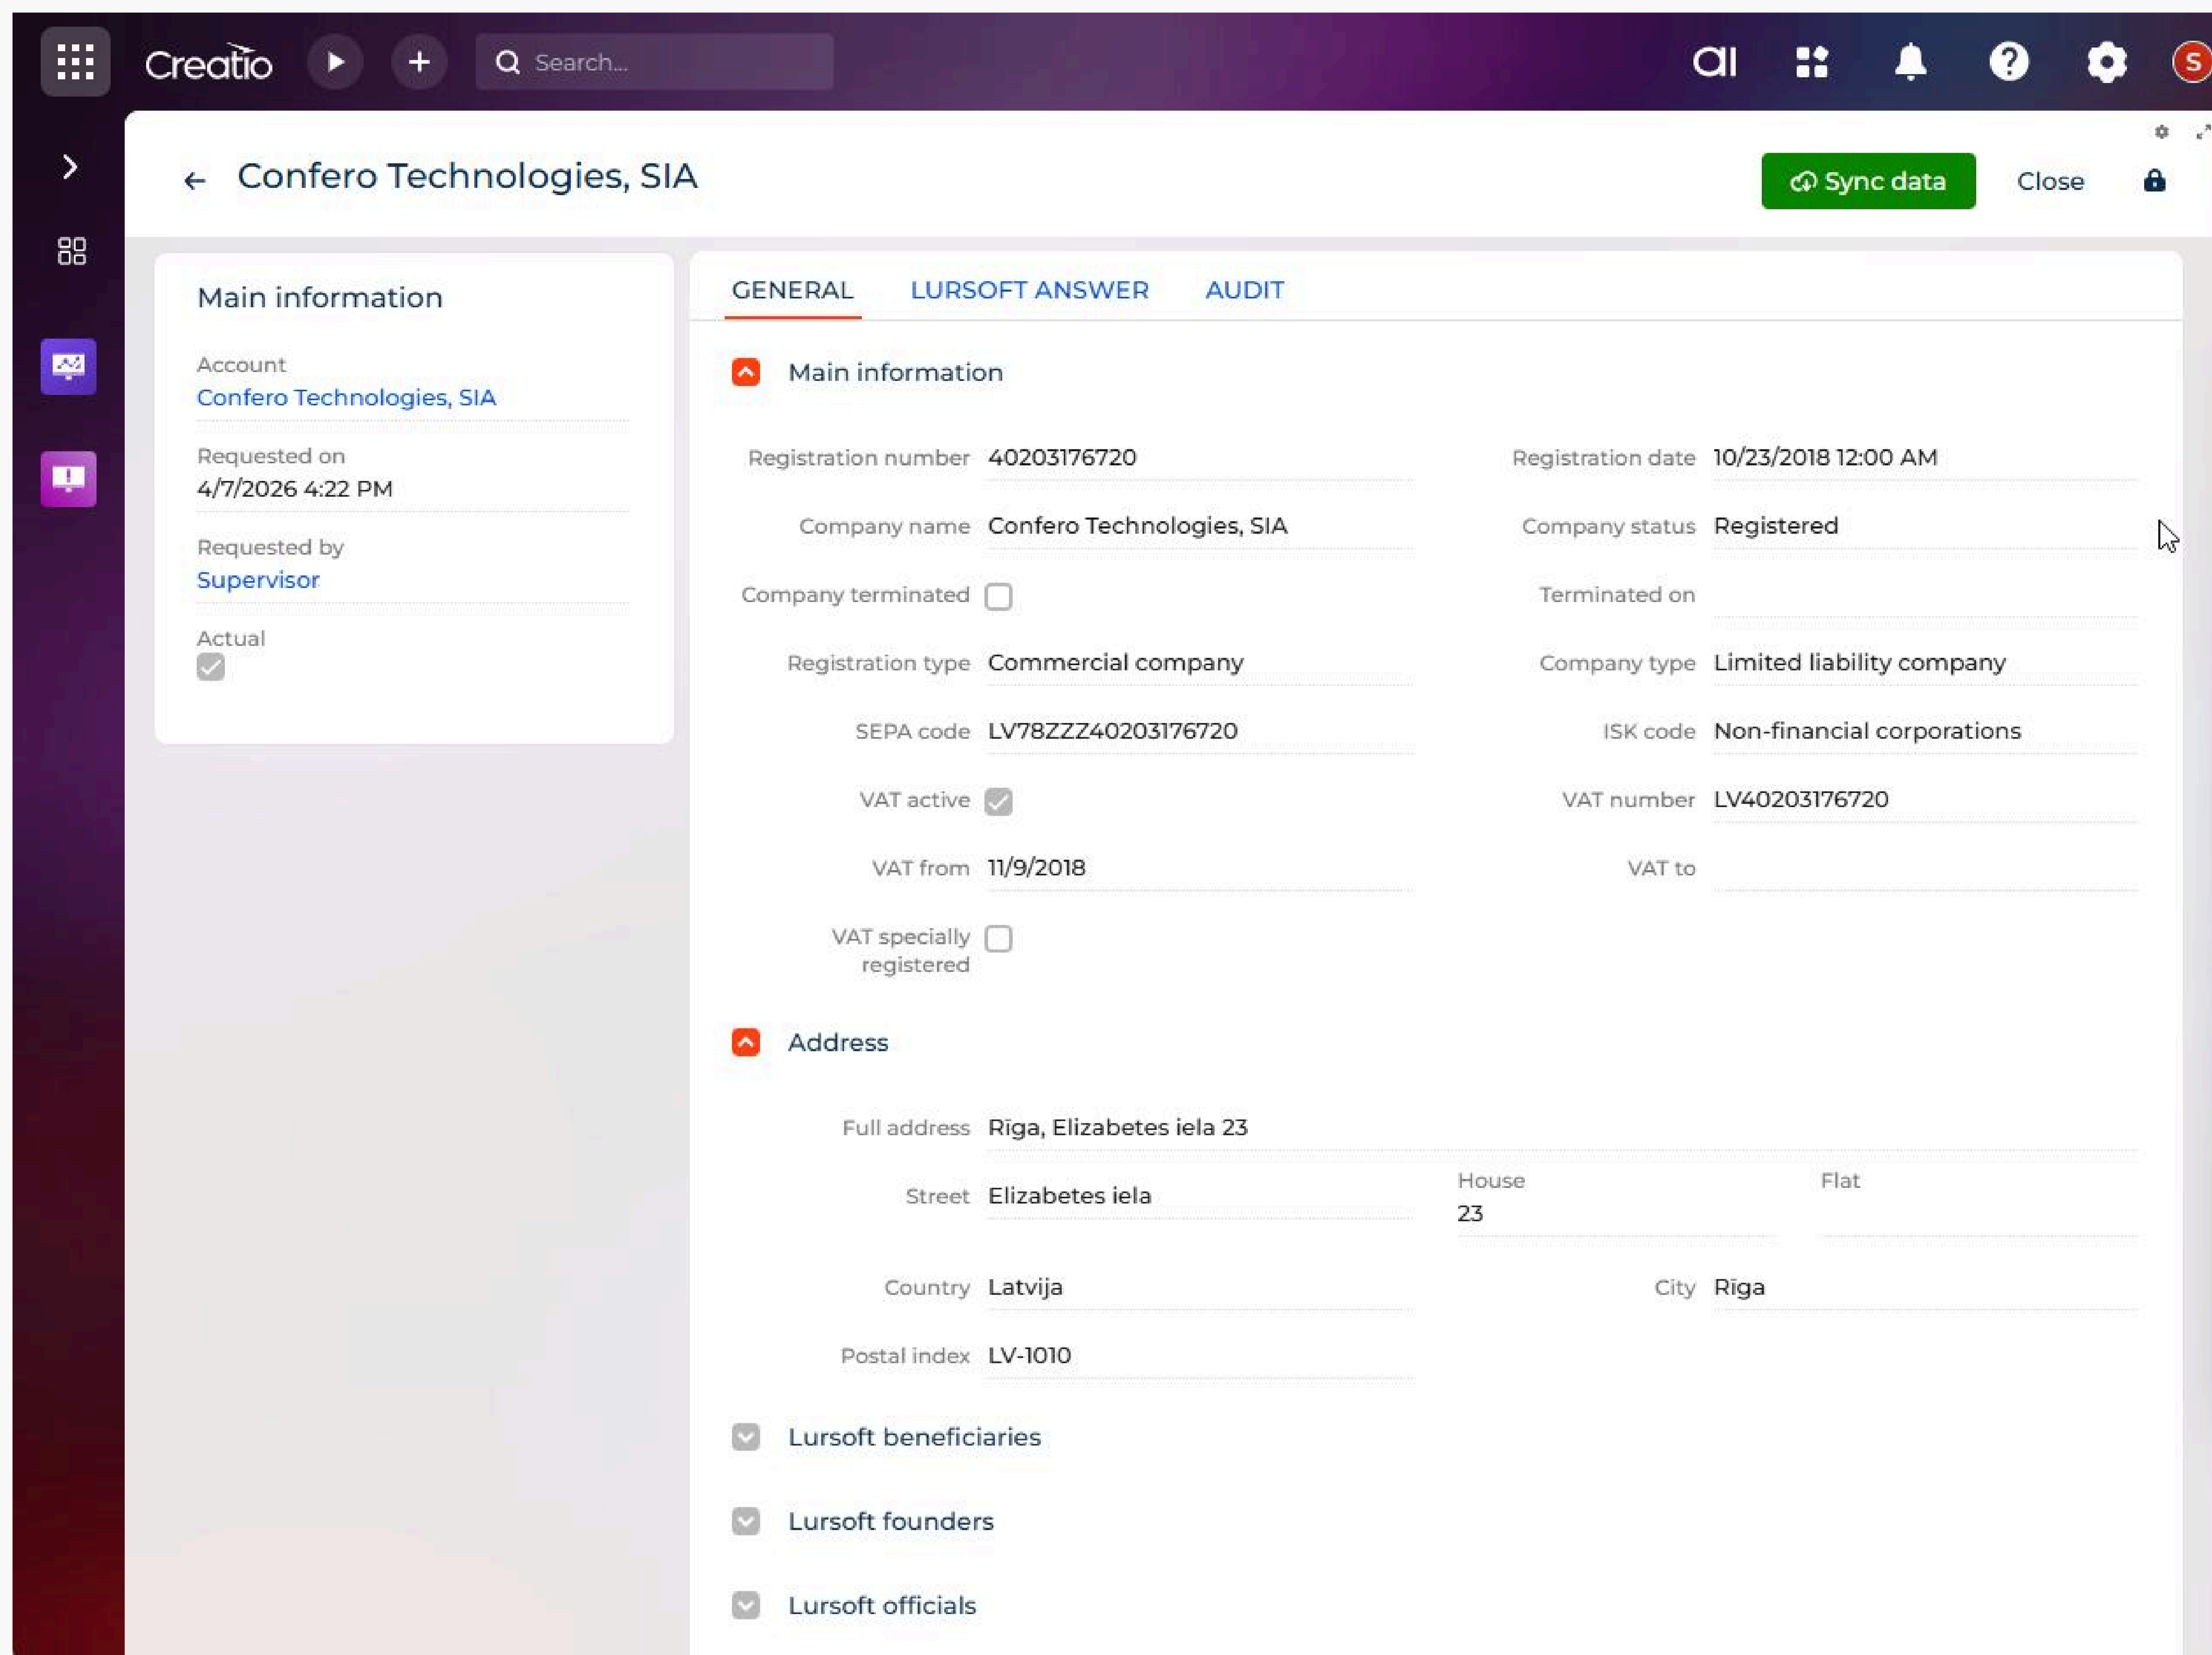 Creatio
Search...
aı
S
Confero Technologies, SIA
Sync data
Close
Main information
Account
Confero Technologies, SIA
Requested on
4/7/2026 4:22 PM
Requested by
Supervisor
Actual
GENERAL LURSOFT ANSWER AUDIT
Main information
Registration number 40203176720
Registration date 10/23/2018 12:00 AM
Company name Confero Technologies, SIA
Company status Registered
Company terminated
Terminated on
Registration type Commercial company
Company type Limited liability company
SEPA code LV78ZZZ40203176720
ISK code Non-financial corporations
VAT active
VAT number LV40203176720
VAT from 11/9/2018
VAT to
VAT specially
registered
Address
Full address Rīga, Elizabetes iela 23
Street Elizabetes iela
House
23
Flat
Country Latvija
City Rīga
Postal index LV-1010
Lursoft beneficiaries
Lursoft founders
Lursoft officials